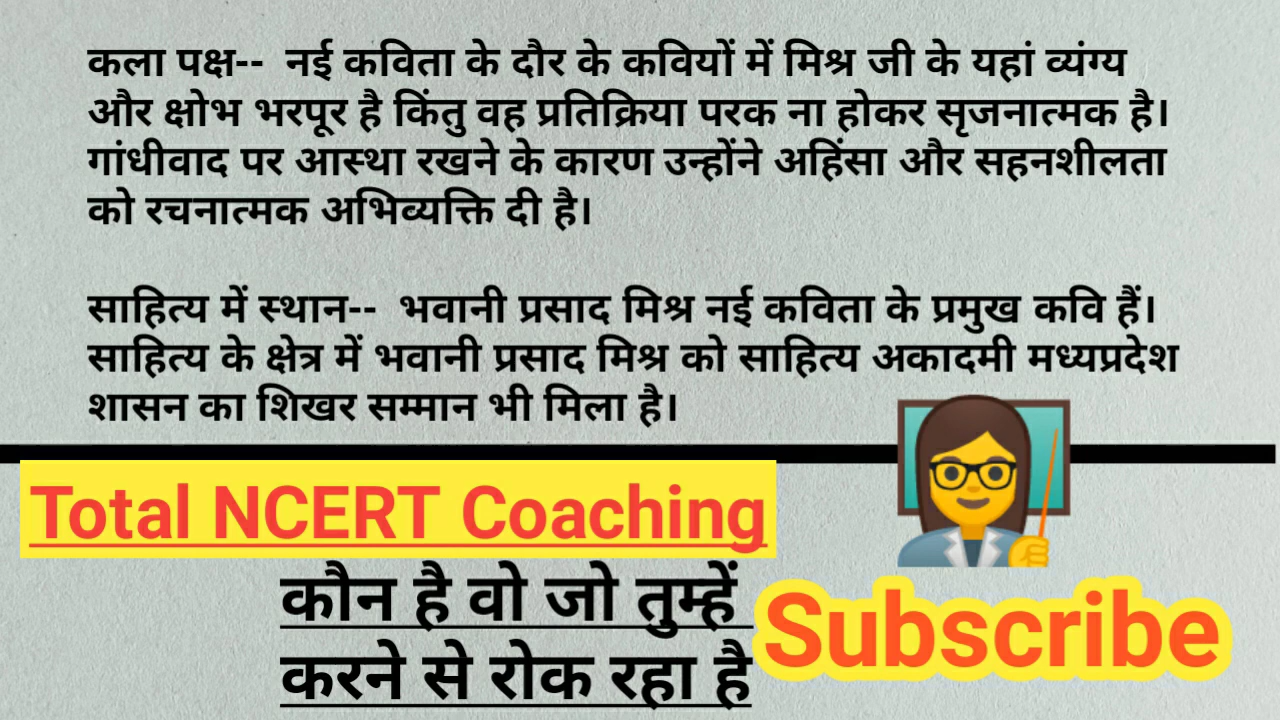 कला पक्ष-- नई कविता के दौर के कवियों में मिश्र जी के यहां व्यंग्य
और क्षोभ भरपूर है किंतु वह प्रतिक्रिया परक ना होकर सृजनात्मक है।
गांधीवाद पर आस्था रखने के कारण उन्होंने अहिंसा और सहनशीलता
को रचनात्मक अभिव्यक्ति दी है।
साहित्य में स्थान-- भवानी प्रसाद मिश्र नई कविता के प्रमुख कवि हैं।
साहित्य के क्षेत्र में भवानी प्रसाद मिश्र को साहित्य अकादमी मध्यप्रदेश
शासन का शिखर सम्मान भी मिला है।
Total NCERT Coaching
कौन है वो जो तुम्हें
Subscribe
करने से रोक रहा है